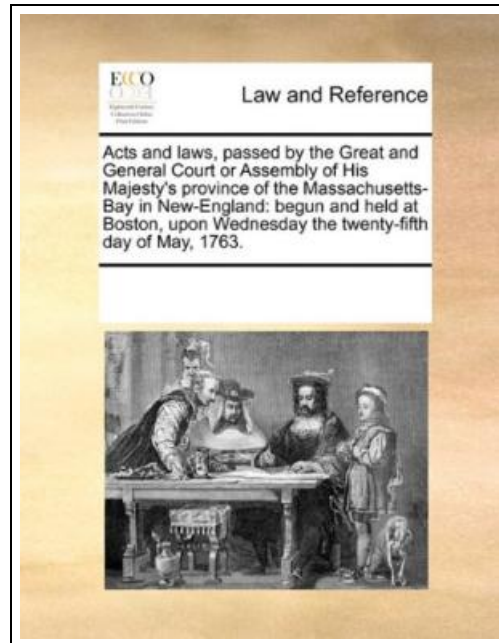 ECCO
Law and Reference
Acts and laws, passed by the Great and
General Court or Assembly of His
Majesty's province of the Massachusetts-
Bay in New-England: begun and held at
Boston, upon Wednesday the twenty-fifth
day of May, 1763.